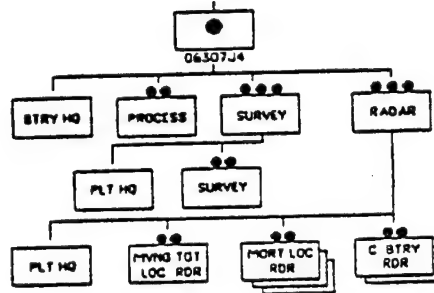 06307J4
BTRY HQ
PROCESS
SURVEY
RADAR
PLT HQ
SURVEY
PLT HQ
MVNG TGT
LOC RDR
MORT LOC
RDR
C BTRY
RDR